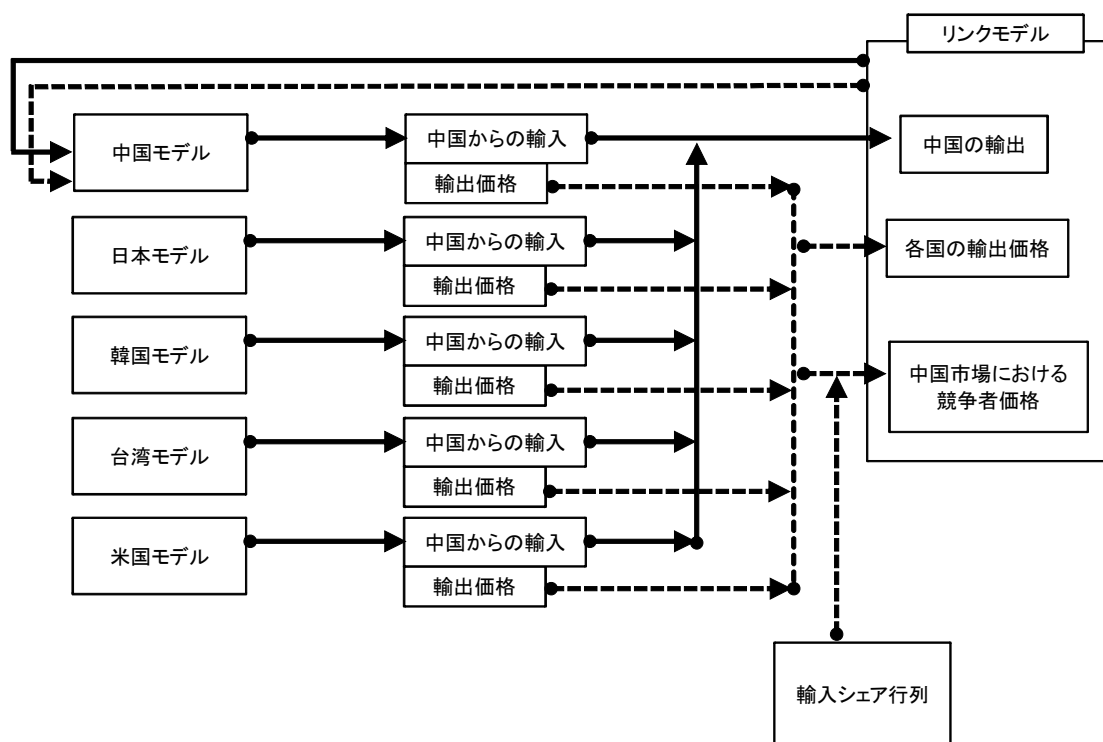 リンクモデル
中国モデル
中国からの輸入
輸出価格
中国の輸出
日本モデル
中国からの輸入
輸出価格
各国の輸出価格
韓国モデル
中国からの輸入
輸出価格
中国市場における
競争者価格
台湾モデル
中国からの輸入
輸出価格
米国モデル
中国からの輸入
輸出価格
輸入シェア行列